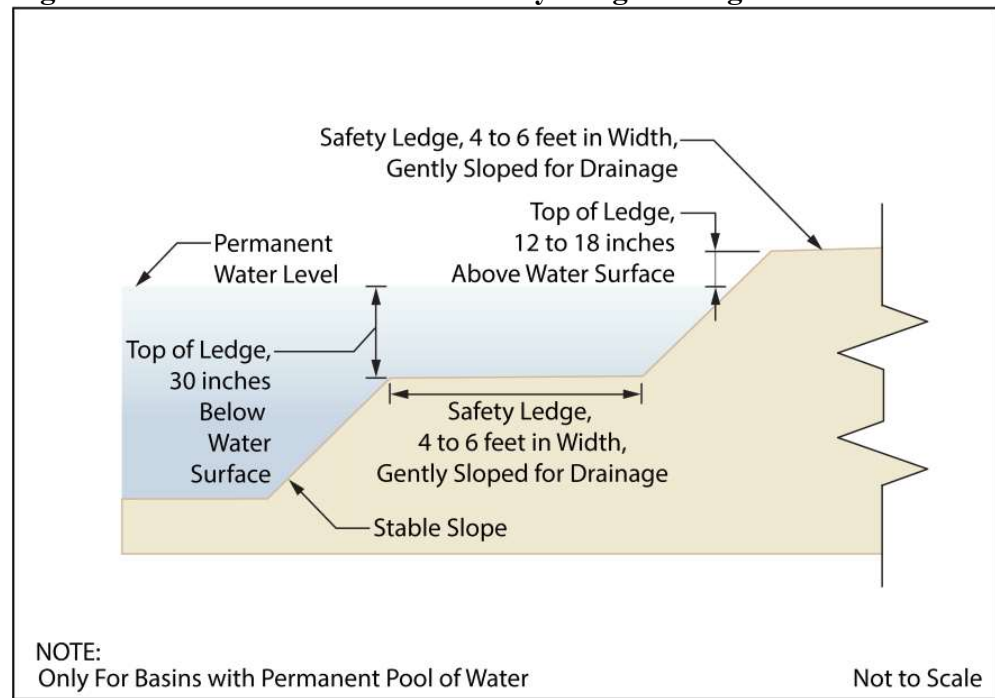 Safety Ledge, 4 to 6 feet in Width,
Gently Sloped for Drainage
Top of Ledge,
12 to 18 inches
Above Water Surface
Permanent
Water Level
Top of Ledge,
30 inches
Below
Water
Surface
Safety Ledge,
4 to 6 feet in Width,
Gently Sloped for Drainage
Stable Slope
NOTE:
Only For Basins with Permanent Pool of Water
Not to Scale